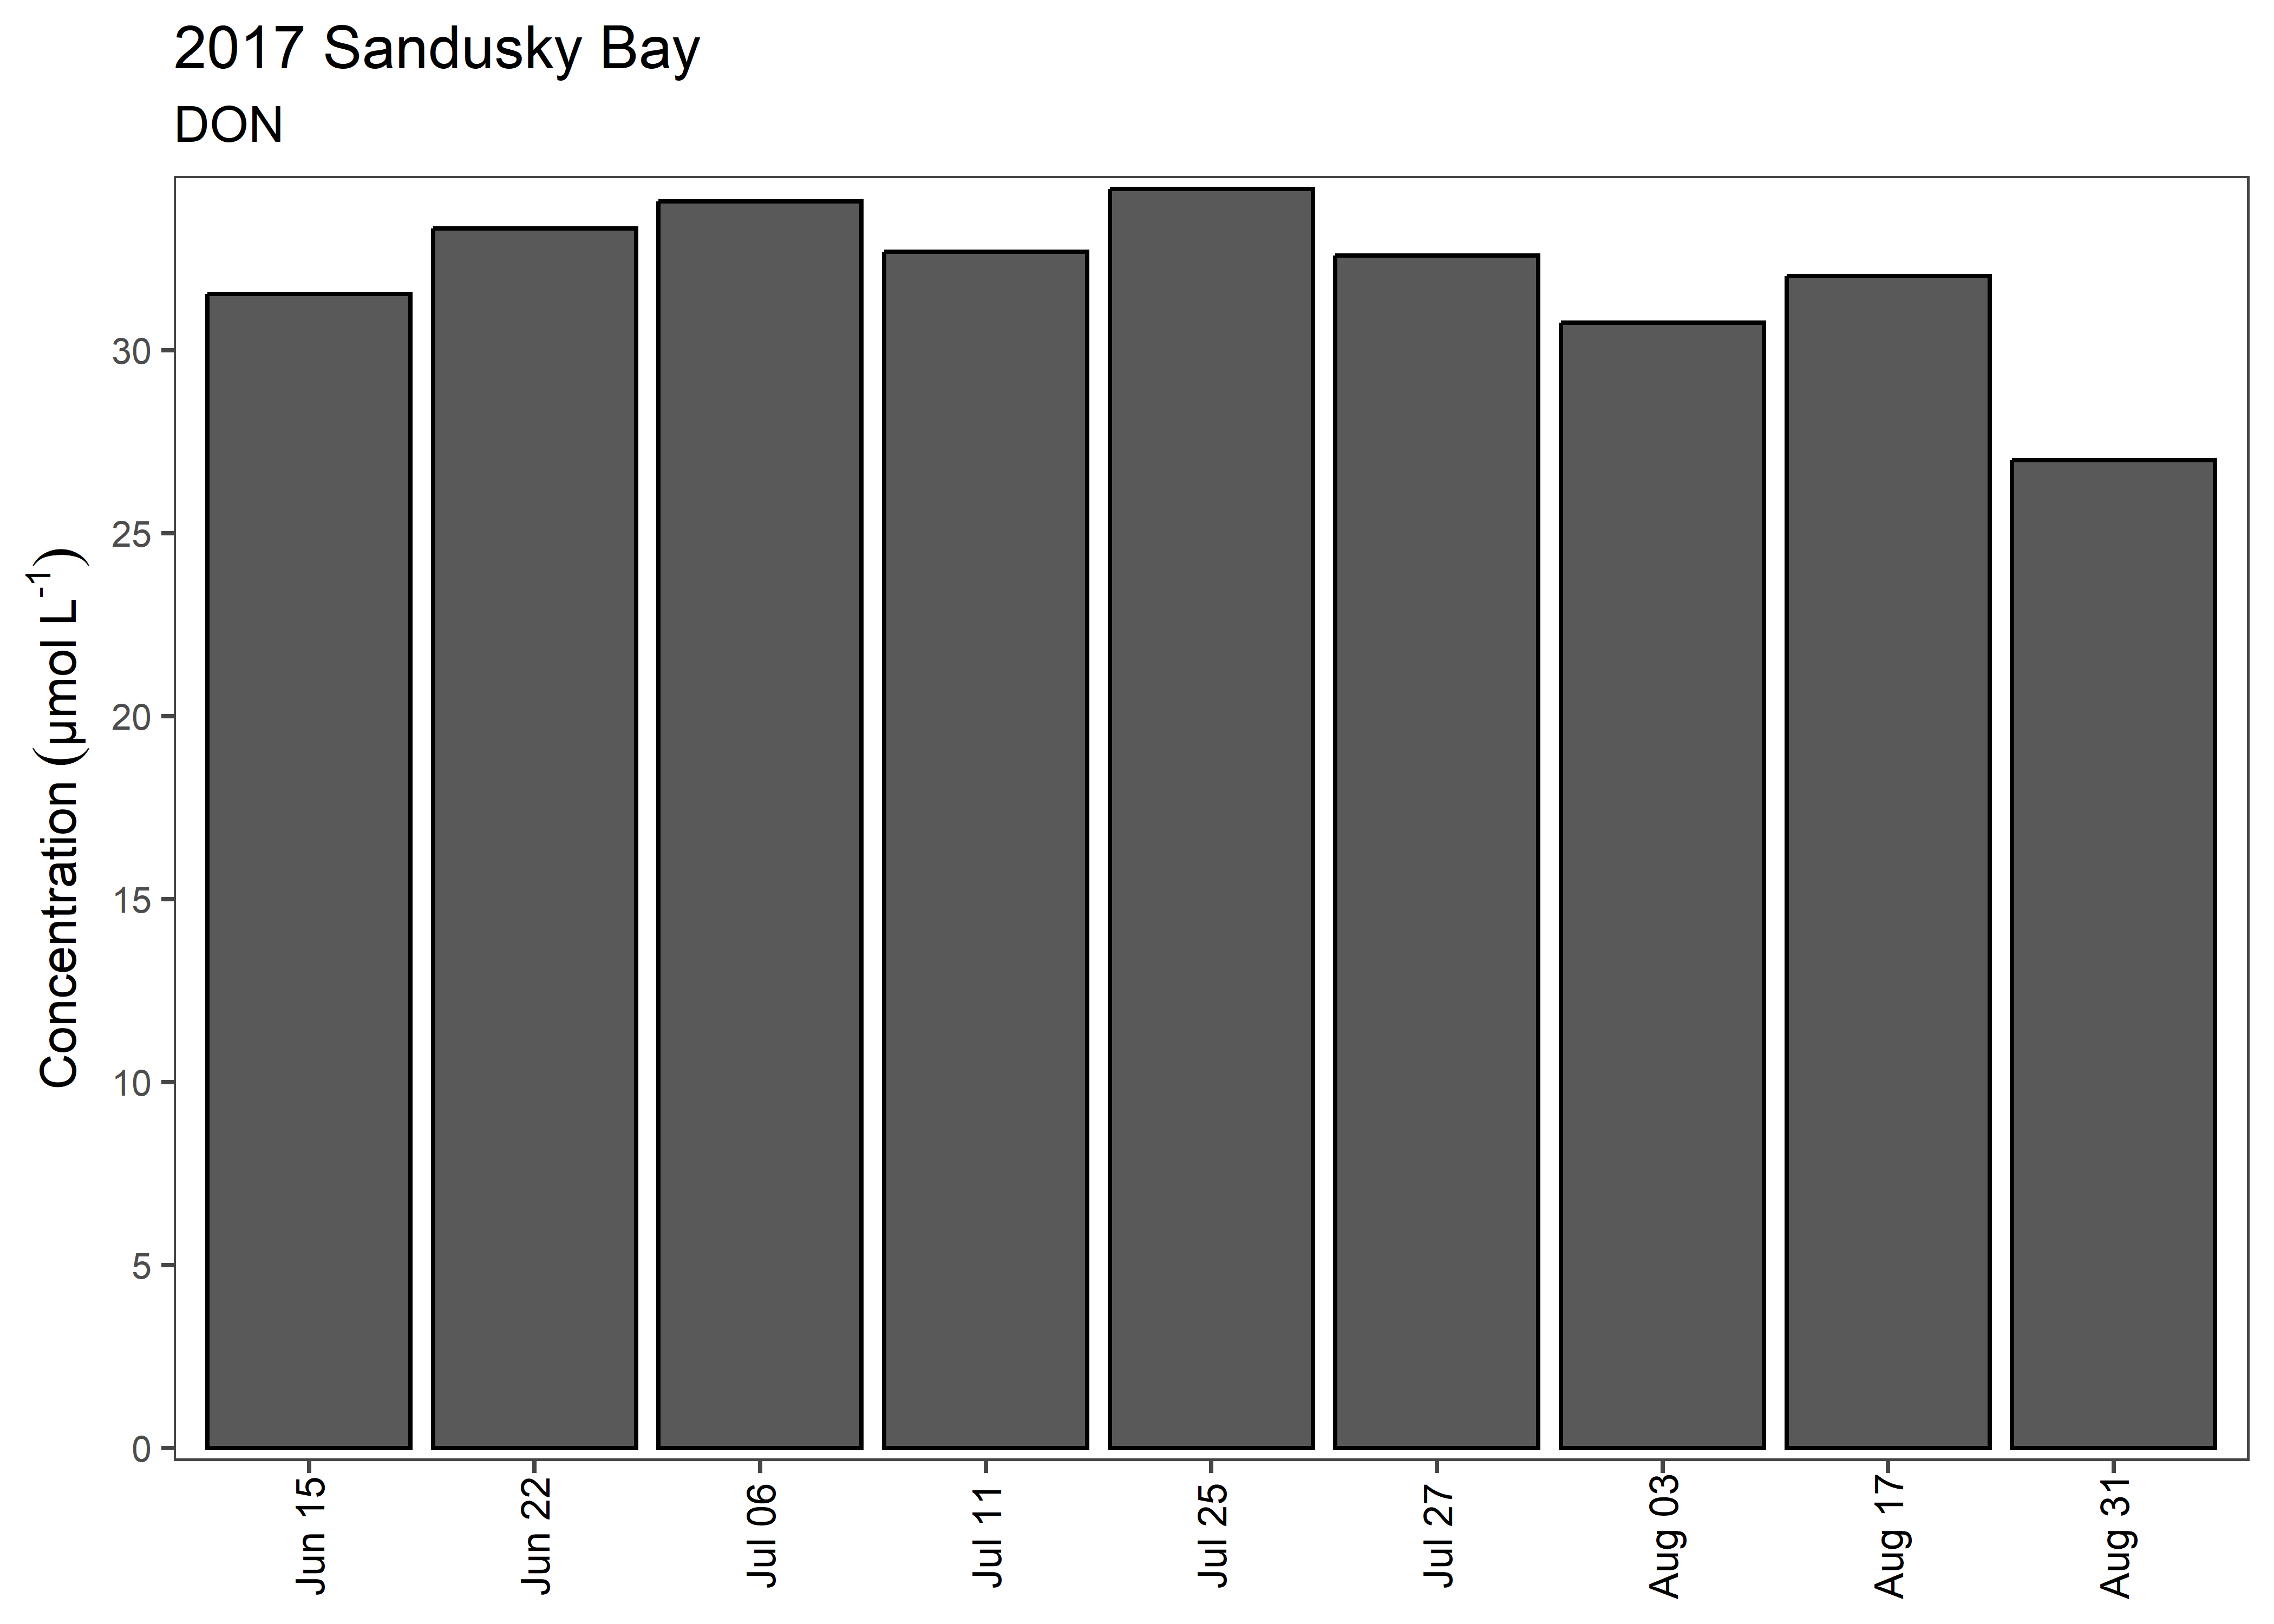 2017 Sandusky Bay
DON
Concentration (µmol L⁻¹)
30
25
20
15
10
5
0
Jun 15
Jun 22
Jul 06
Jul 11
Jul 25
Jul 27
Aug 03
Aug 17
Aug 31